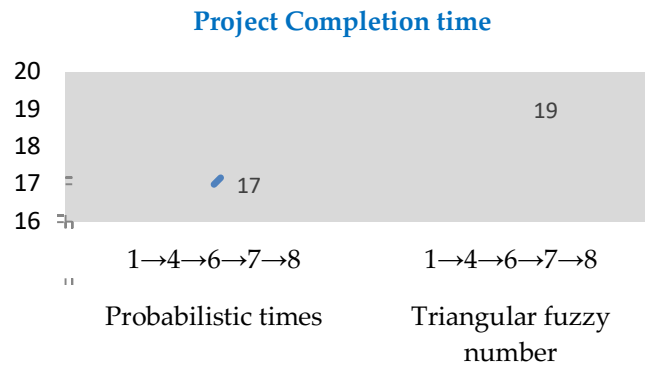 Project Completion time
20
19
19
18
17
17
16
1→4→6→7→8
1→4→6→7→8
Probabilistic times
Triangular fuzzy
number